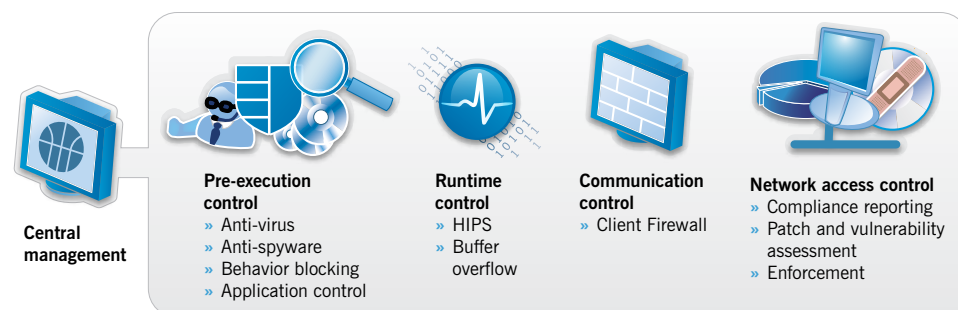 Central
management
Pre-execution
control
» Anti-virus
» Anti-spyware
» Behavior blocking
» Application control
Runtime
control
» HIPS
» Buffer
overflow
Communication
control
» Client Firewall
Network access control
» Compliance reporting
» Patch and vulnerability
assessment
» Enforcement